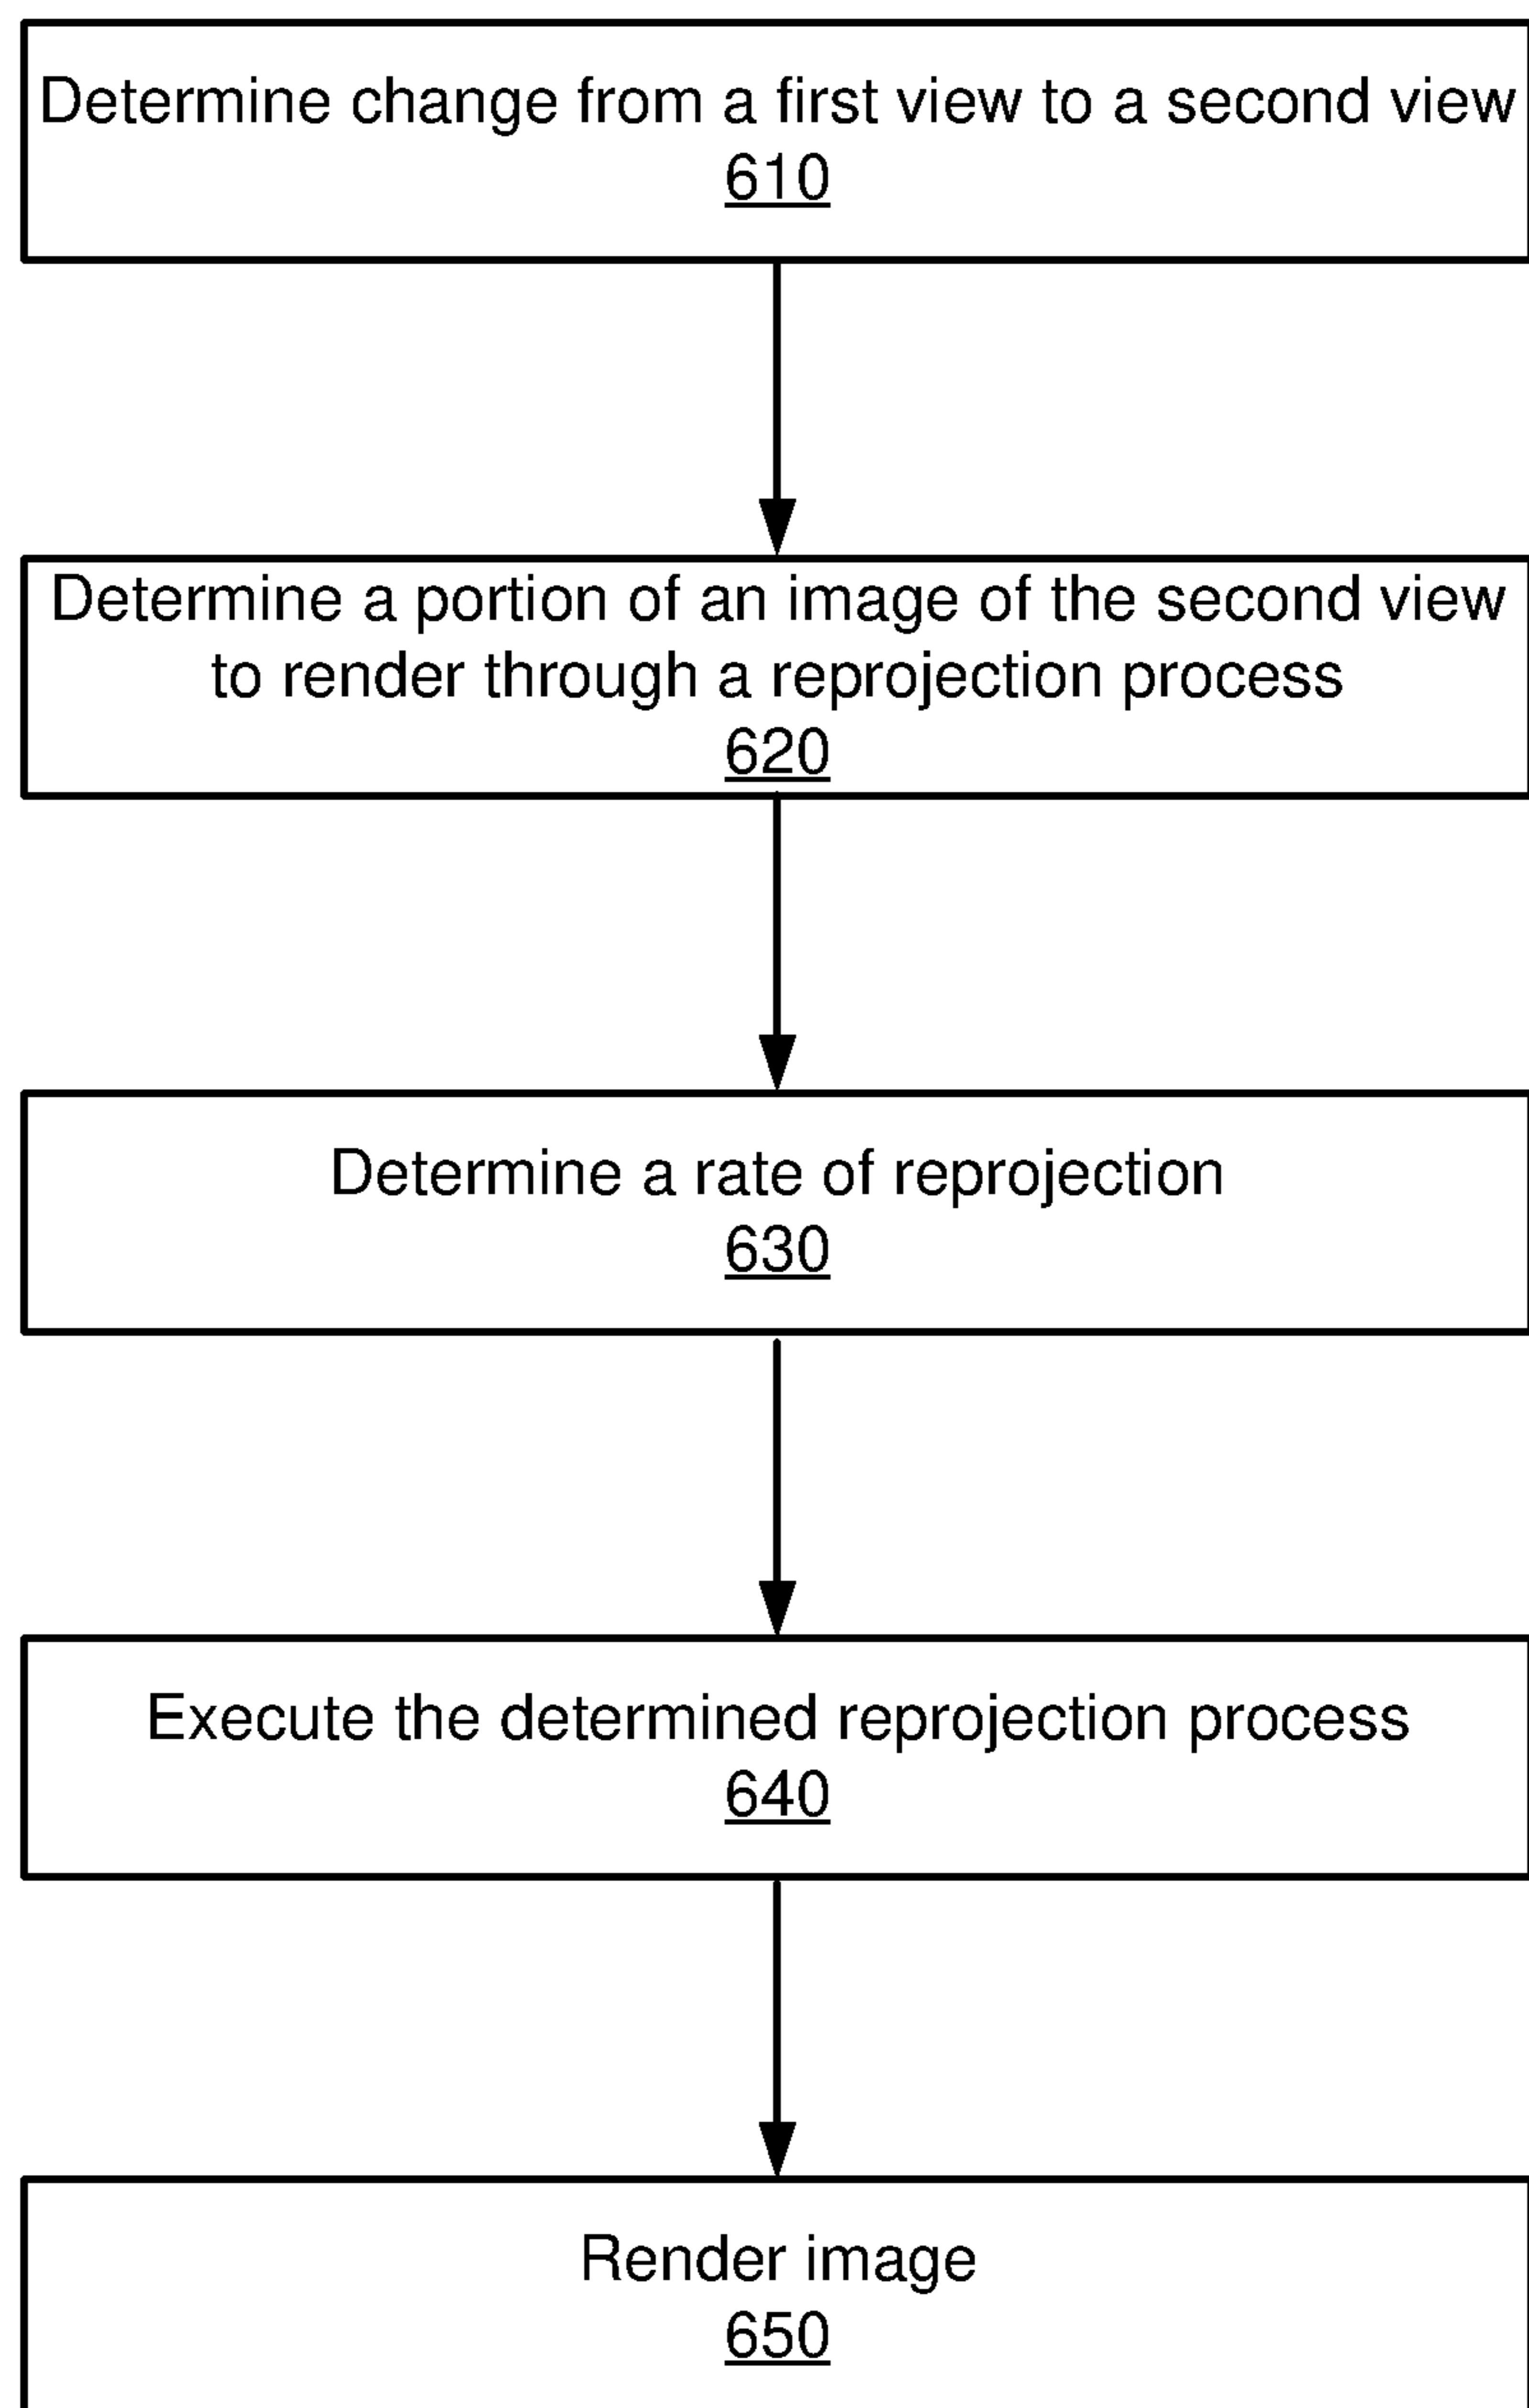 Determine change from a first view to a second view
610
Determine a portion of an image of the second view
to render through a reprojection process
620
Determine a rate of reprojection
630
Execute the determined reprojection process
640
Render image
650